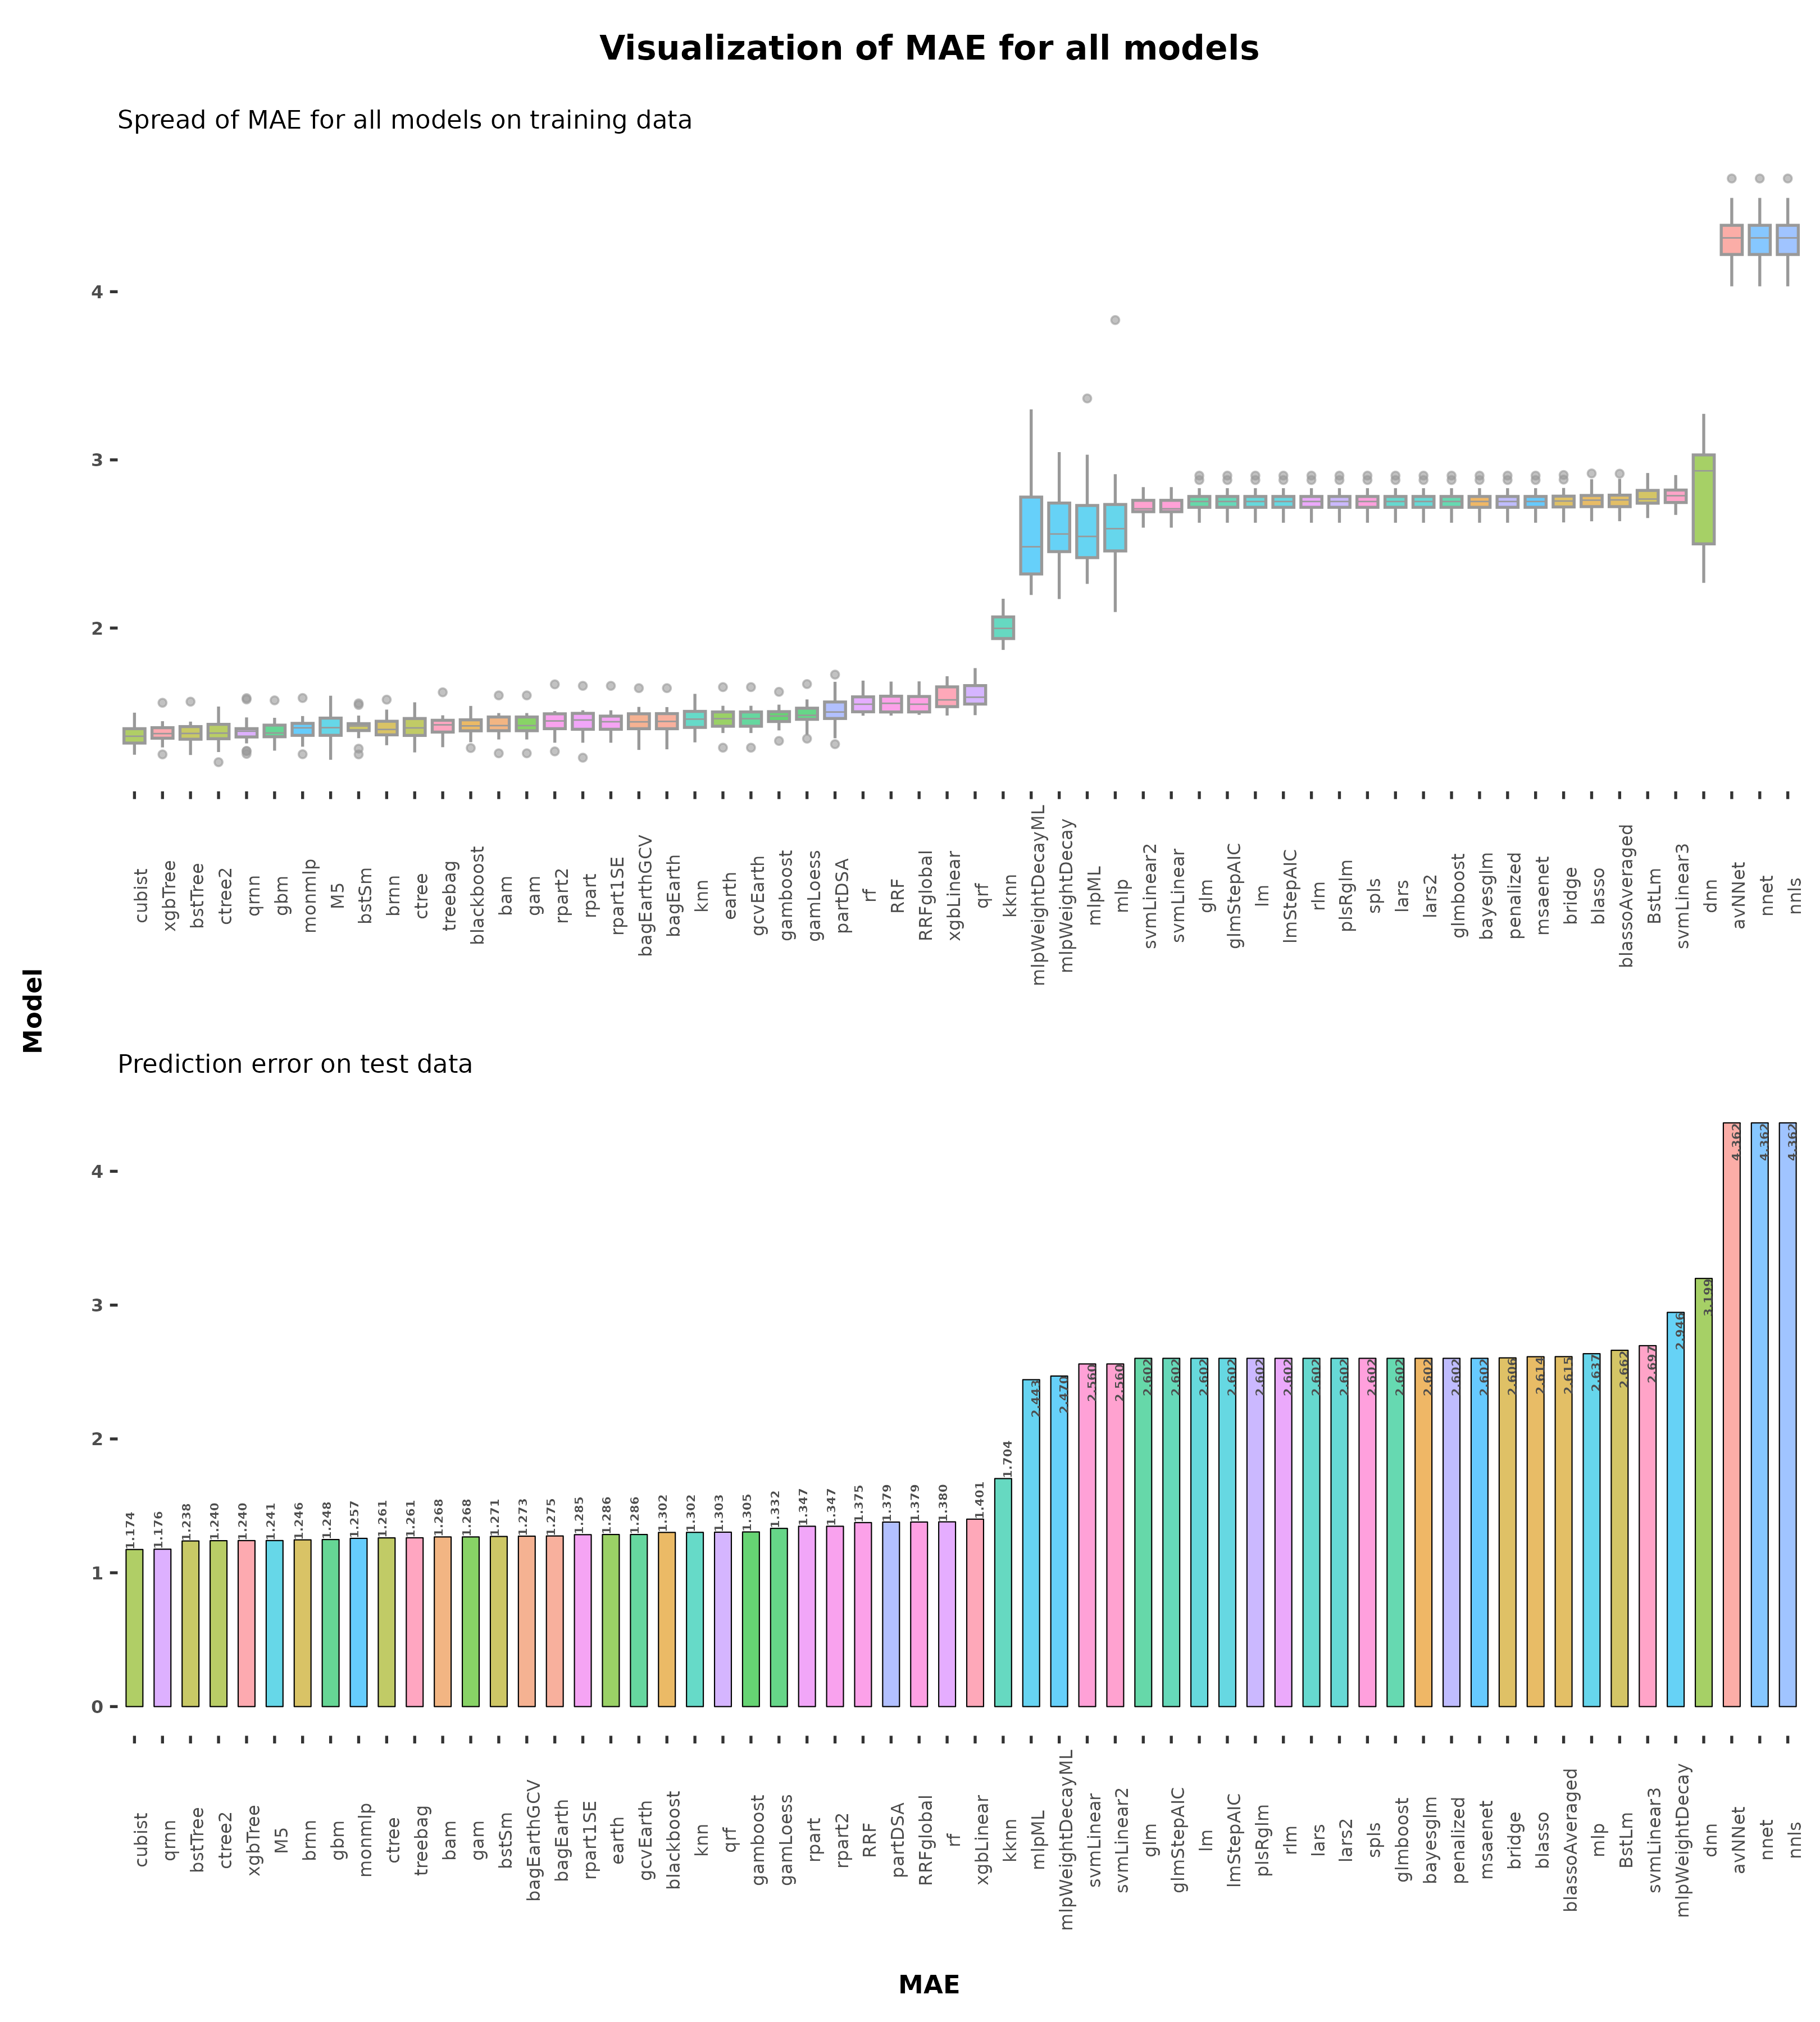 Visualization of MAE for all models
Spread of MAE for all models on training data
4
3
2
cubist
xgbTree
bstTree
ctree2
qrnn
gbm
monmlp
M5
bstSm
brnn
ctree
treebag
blackboost
bam
gam
rpart2
rpart
rpart1SE
bagEarthGCV
bagEarth
knn
earth
gcvEarth
gamboost
gamLoess
partDSA
rf
RRF
RRFglobal
xgbLinear
qrf
kknn
mlpWeightDecayML
mlpWeightDecay
mlpML
mlp
svmLinear2
svmLinear
glm
glmStepAIC
lm
lmStepAIC
rlm
plsRglm
spls
lars
lars2
glmboost
bayesglm
penalized
msaenet
bridge
blasso
blassoAveraged
BstLm
svmLinear3
dnn
avNNet
nnet
nnls
Model
Prediction error on test data
4
3
2
1
0
1.174
1.176
1.238
1.240
1.240
1.241
1.246
1.248
1.257
1.261
1.261
1.268
1.268
1.271
1.273
1.275
1.285
1.286
1.286
1.302
1.302
1.303
1.305
1.332
1.347
1.347
1.375
1.379
1.379
1.380
1.401
1.704
2.443
2.470
2.560
2.560
2.602
2.602
2.602
2.602
2.602
2.602
2.602
2.602
2.602
2.602
2.602
2.602
2.602
2.606
2.614
2.615
2.637
2.662
2.697
2.946
3.199
4.362
4.362
4.362
cubist
qrnn
bstTree
ctree2
xgbTree
M5
brnn
gbm
monmlp
ctree
treebag
bam
gam
bstSm
bagEarthGCV
bagEarth
rpart1SE
earth
gcvEarth
blackboost
knn
qrf
gamboost
gamLoess
rpart
rpart2
RRF
partDSA
RRFglobal
rf
xgbLinear
kknn
mlpML
mlpWeightDecayML
svmLinear
svmLinear2
glm
glmStepAIC
lm
lmStepAIC
plsRglm
rlm
lars
lars2
spls
glmboost
bayesglm
penalized
msaenet
bridge
blasso
blassoAveraged
mlp
BstLm
svmLinear3
mlpWeightDecay
dnn
avNNet
nnet
nnls
MAE